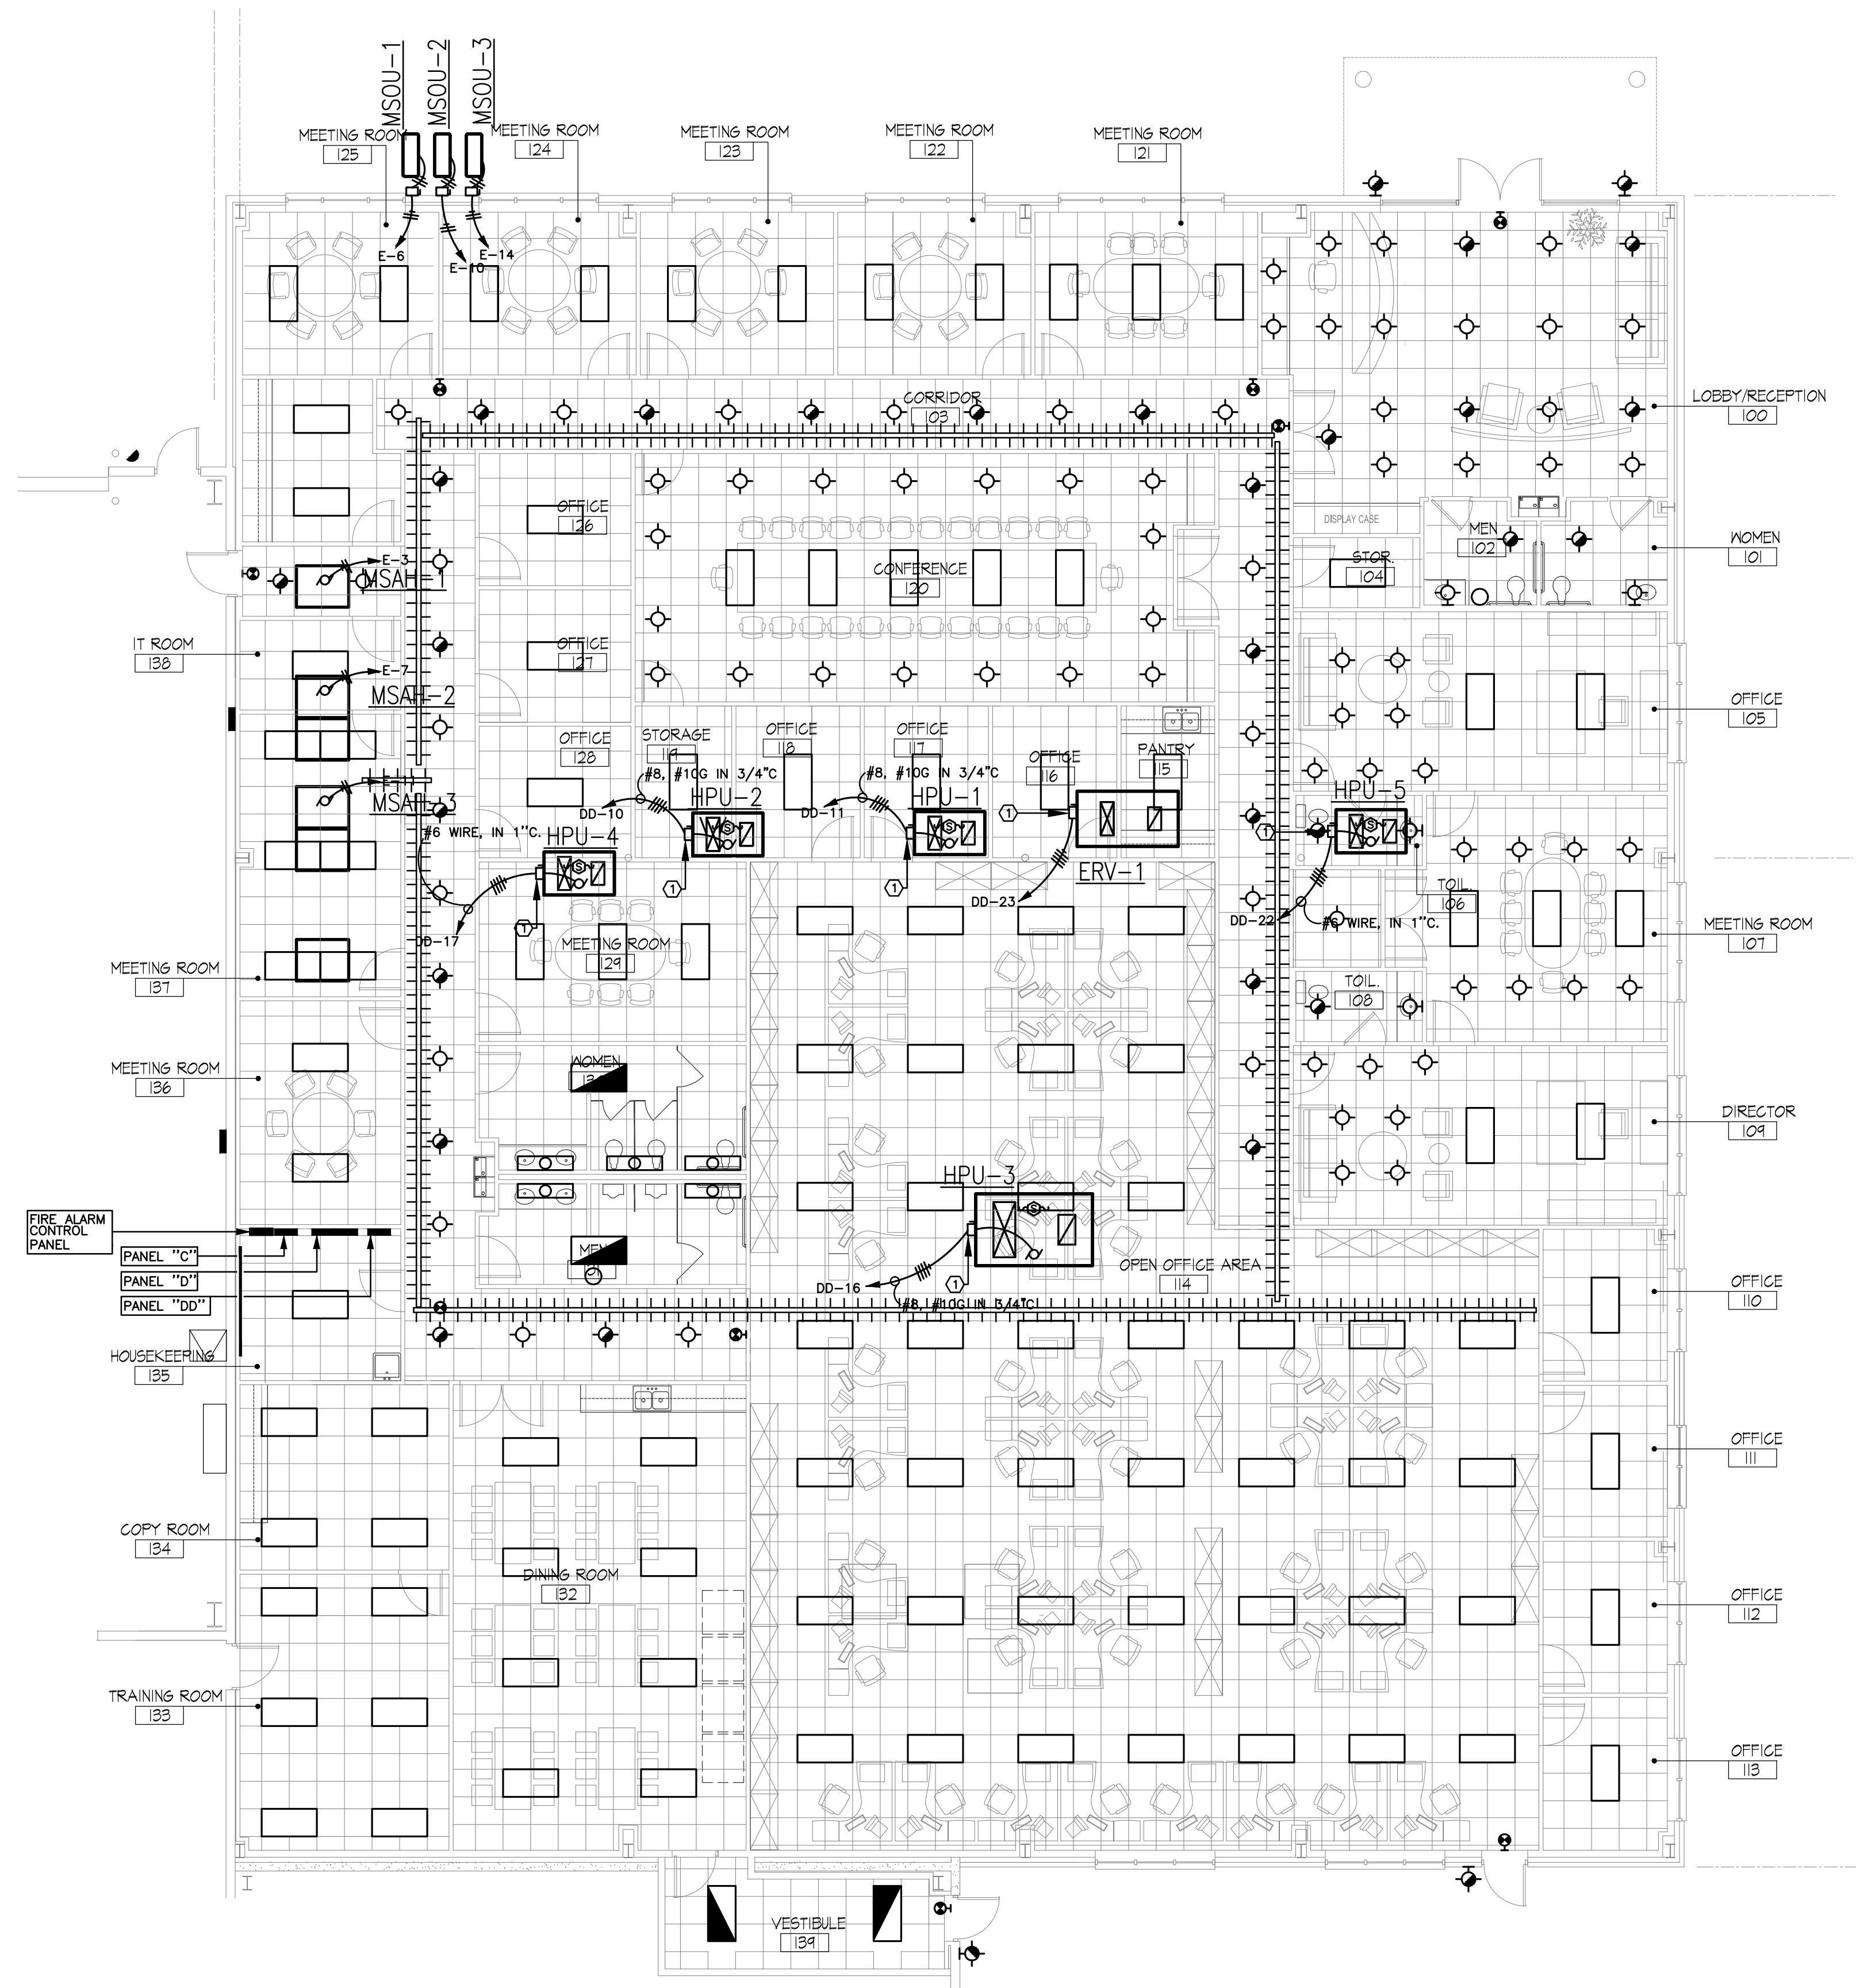 MSOU-1
MSOU-2
MSOU-3
MEETING ROOM
125
MEETING ROOM
124
MEETING ROOM
123
MEETING ROOM
122
MEETING ROOM
121
E-6
E-10
E-14
CORRIDOR
103
LOBBY/RECEPTION
100
DISPLAY CASE
MEN
102
WOMEN
101
STOR.
104
OFFICE
126
CONFERENCE
120
E-3
MSAH-1
IT ROOM
138
OFFICE
127
E-7
MSAH-2
OFFICE
105
OFFICE
128
STORAGE
119
OFFICE
118
OFFICE
117
OFFICE
116
PANTRY
115
#8, #10G IN 3/4"C
#8, #10G IN 3/4"C
HPU-2
HPU-1
HPU-5
E-11
MSAH-3
DD-10
DD-11
1
1
#6 WIRE, IN 1"C.
HPU-4
1
1
ERV-1
TOIL.
106
DD-23
DD-22
#6 WIRE, IN 1"C.
1
DD-17
MEETING ROOM
129
MEETING ROOM
107
MEETING ROOM
137
TOIL.
108
MEETING ROOM
136
WOMEN
DIRECTOR
109
HPU-3
FIRE ALARM
CONTROL
PANEL
PANEL "C"
PANEL "D"
PANEL "DD"
MEN
OPEN OFFICE AREA
114
DD-16
1
#8, #10G IN 3/4"C
OFFICE
110
HOUSEKEEPING
135
OFFICE
111
COPY ROOM
134
DINING ROOM
132
OFFICE
112
TRAINING ROOM
133
OFFICE
113
VESTIBULE
139